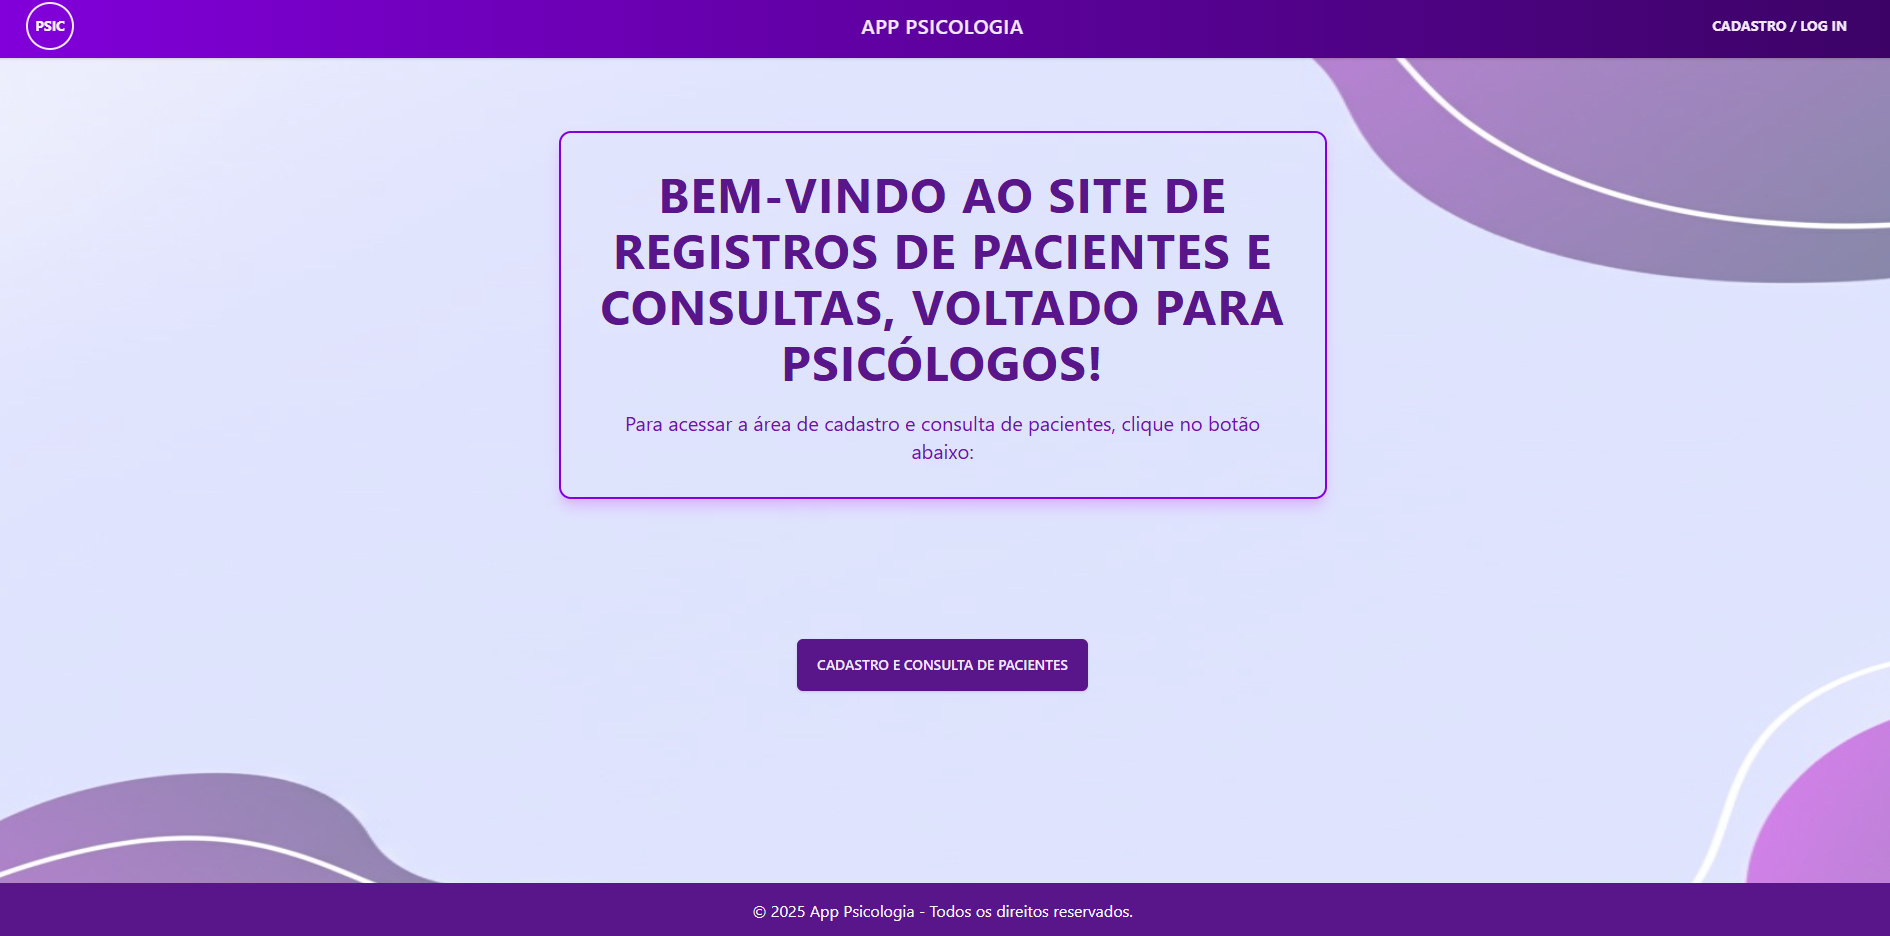 PSIC
APP PSICOLOGIA
CADASTRO / LOG IN
BEM-VINDO AO SITE DE
REGISTROS DE PACIENTES E
CONSULTAS, VOLTADO PARA
PSICÓLOGOS!
Para acessar a área de cadastro e consulta de pacientes, clique no botão
abaixo:
CADASTRO E CONSULTA DE PACIENTES
© 2025 App Psicologia - Todos os direitos reservados.